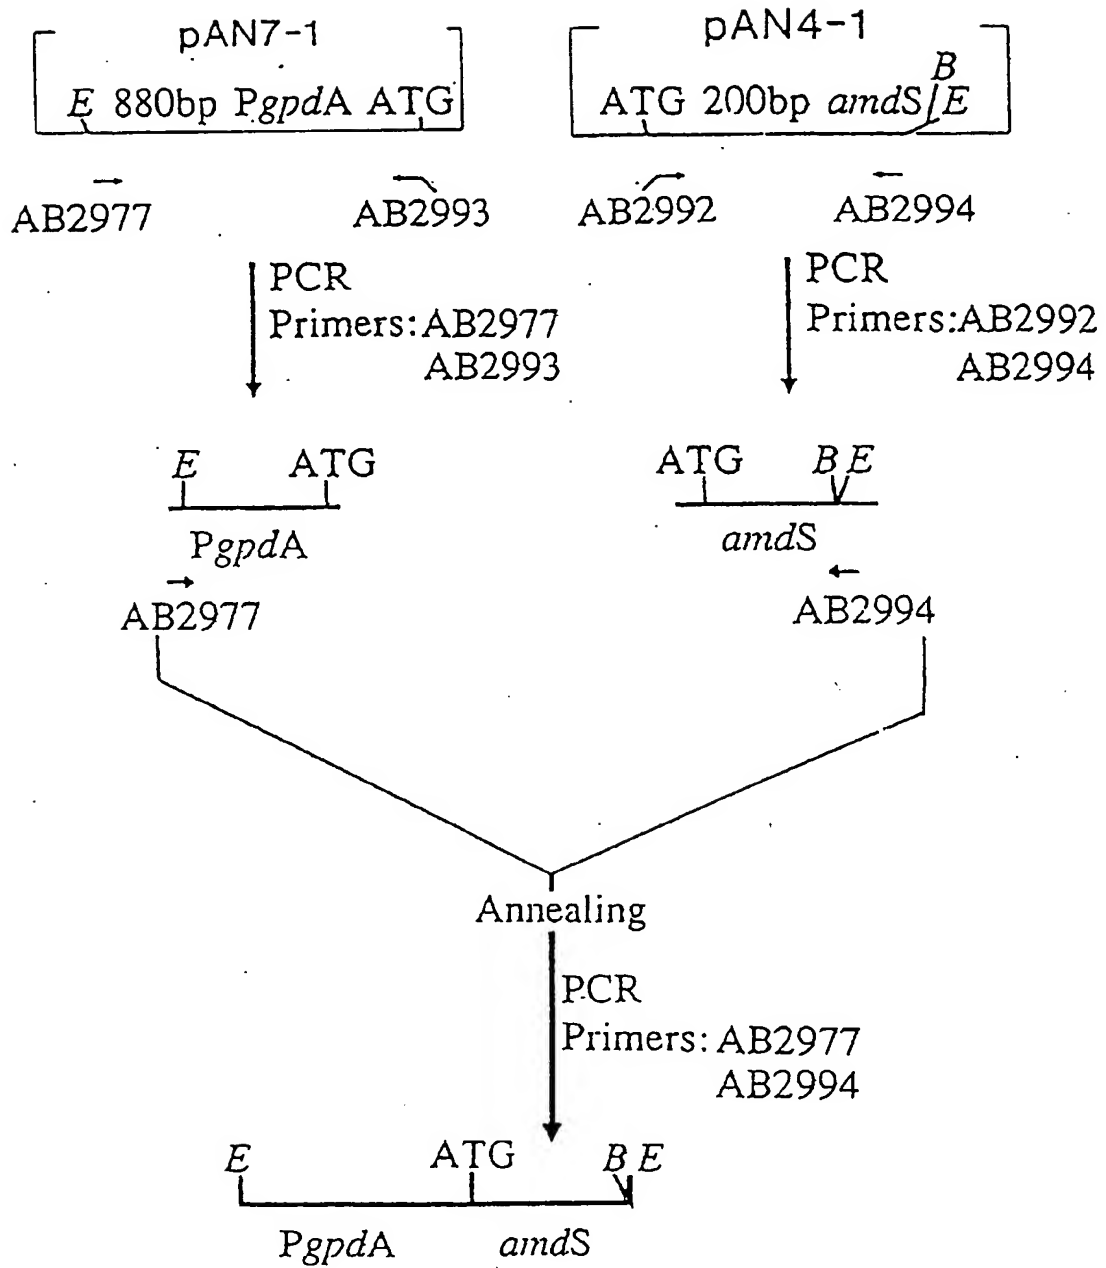 pAN7-1
pAN4-1
B
E 880bp PgpdA ATG
ATG 200bp amdS E
AB2977
AB2993
AB2992
AB2994
PCR
Primers: AB2977
AB2993
PCR
Primers: AB2992
AB2994
E ATG
PgpdA
AB2977
ATG B E
amdS
AB2994
Annealing
PCR
Primers: AB2977
AB2994
E ATG B E
PgpdA amdS